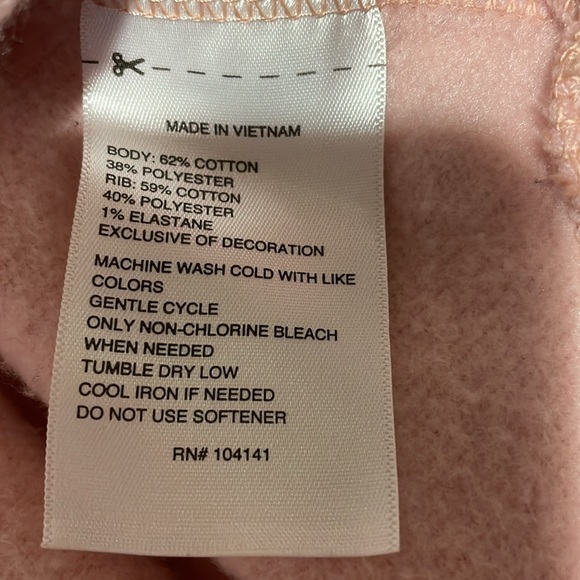 MADE IN VIETNAM
BODY: 62% COTTON
38% POLYESTER
RIB: 59% COTTON
40% POLYESTER
1% ELASTANE
EXCLUSIVE OF DECORATION
MACHINE WASH COLD WITH LIKE
COLORS
GENTLE CYCLE
ONLY NON-CHLORINE BLEACH
WHEN NEEDED
TUMBLE DRY LOW
COOL IRON IF NEEDED
DO NOT USE SOFTENER
RN# 104141